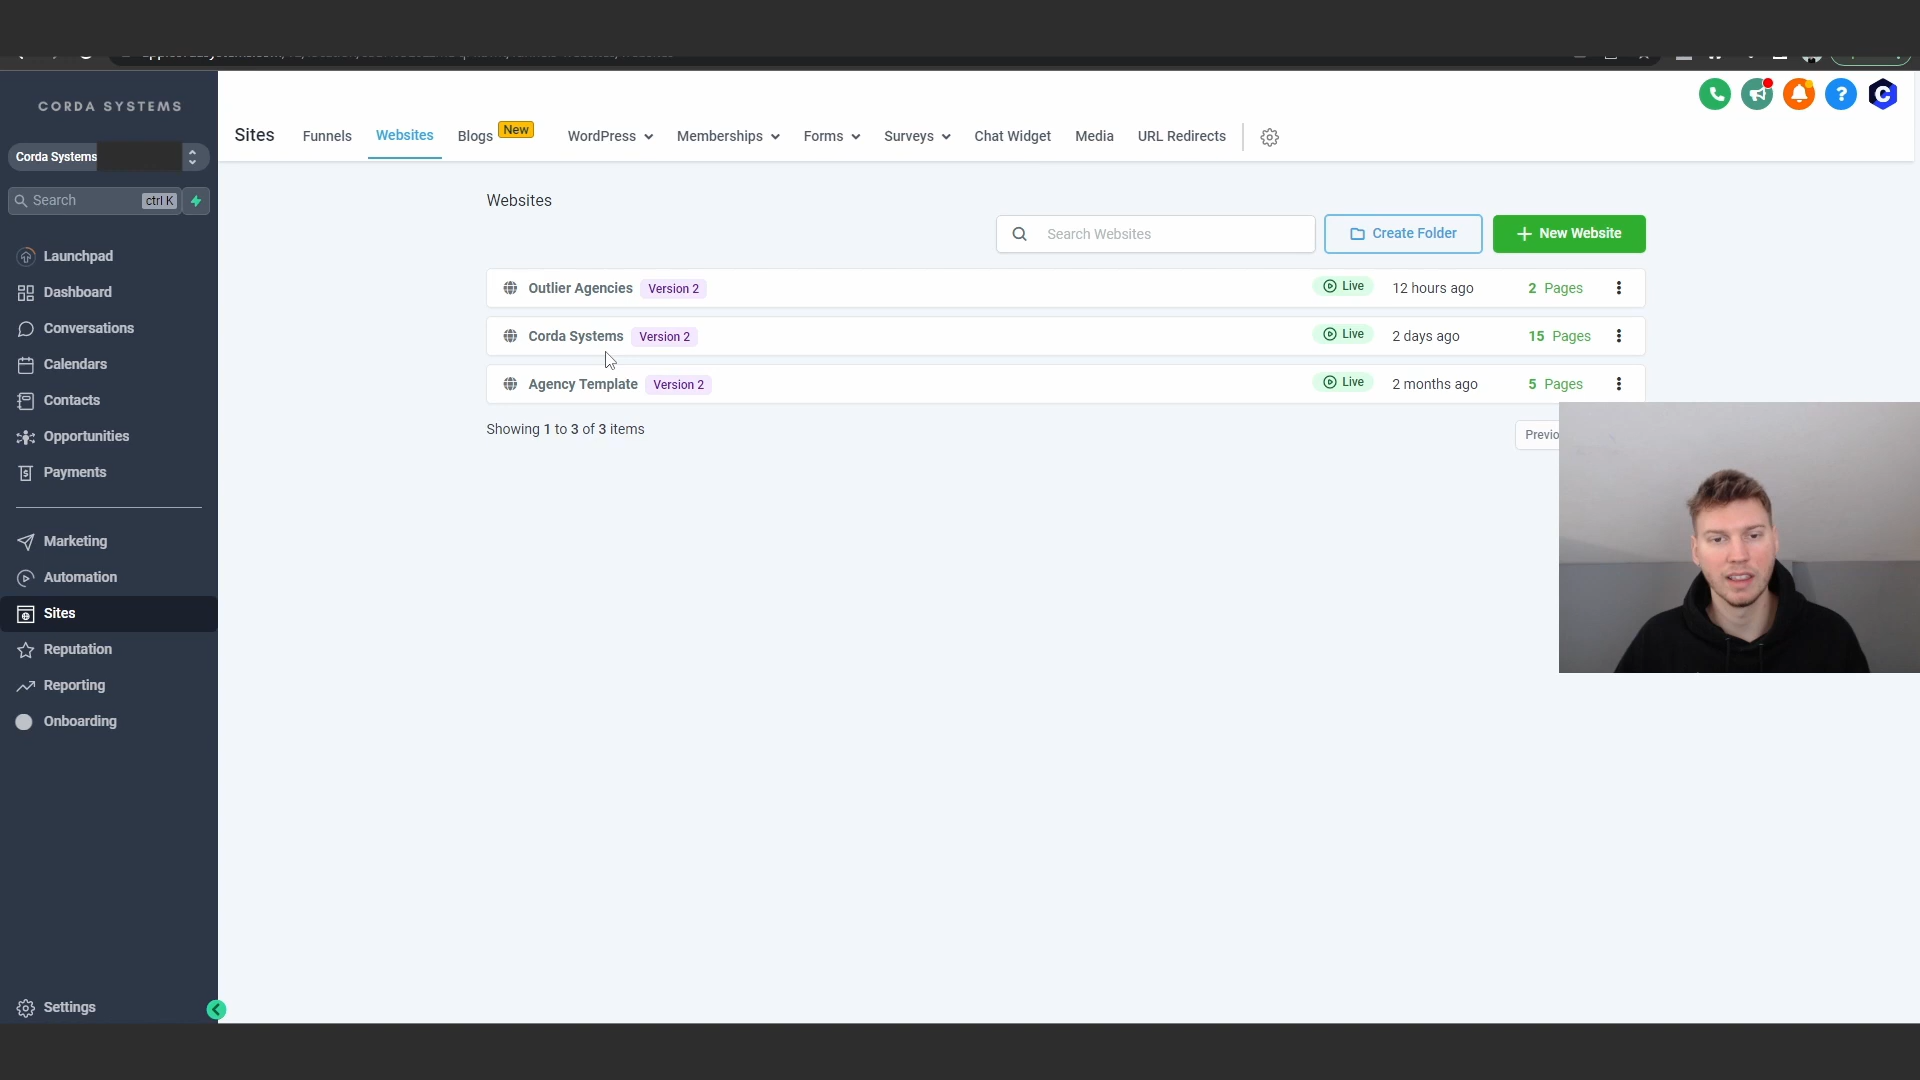 CORDA SYSTEMS
Corda Systems
Search ctrl K
Launchpad
Dashboard
Conversations
Calendars
Contacts
Opportunities
Payments
Marketing
Automation
Sites
Reputation
Reporting
Onboarding
Settings
Sites Funnels Websites Blogs New WordPress Memberships Forms Surveys Chat Widget Media URL Redirects
? C
Websites
Search Websites Create Folder + New Website
Outlier Agencies Version 2 Live 12 hours ago 2 Pages
Corda Systems Version 2 Live 2 days ago 15 Pages
Agency Template Version 2 Live 2 months ago 5 Pages
Showing 1 to 3 of 3 items
Previo